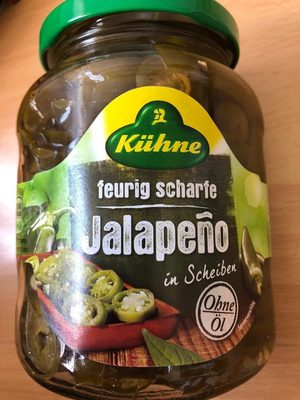 Kühne
feurig scharfe
Jalapeño
in Scheiben
Ohne
Öl